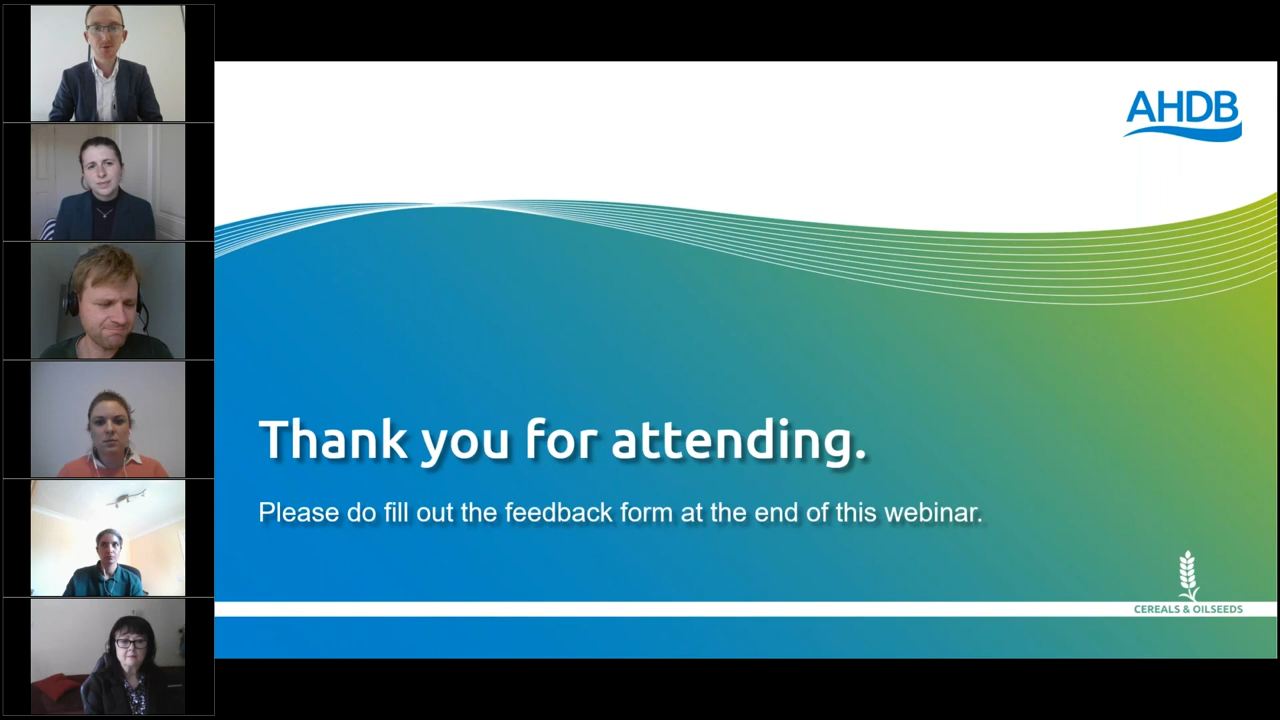 AHDB
Thank you for attending.
Please do fill out the feedback form at the end of this webinar.
CEREALS & OILSEEDS